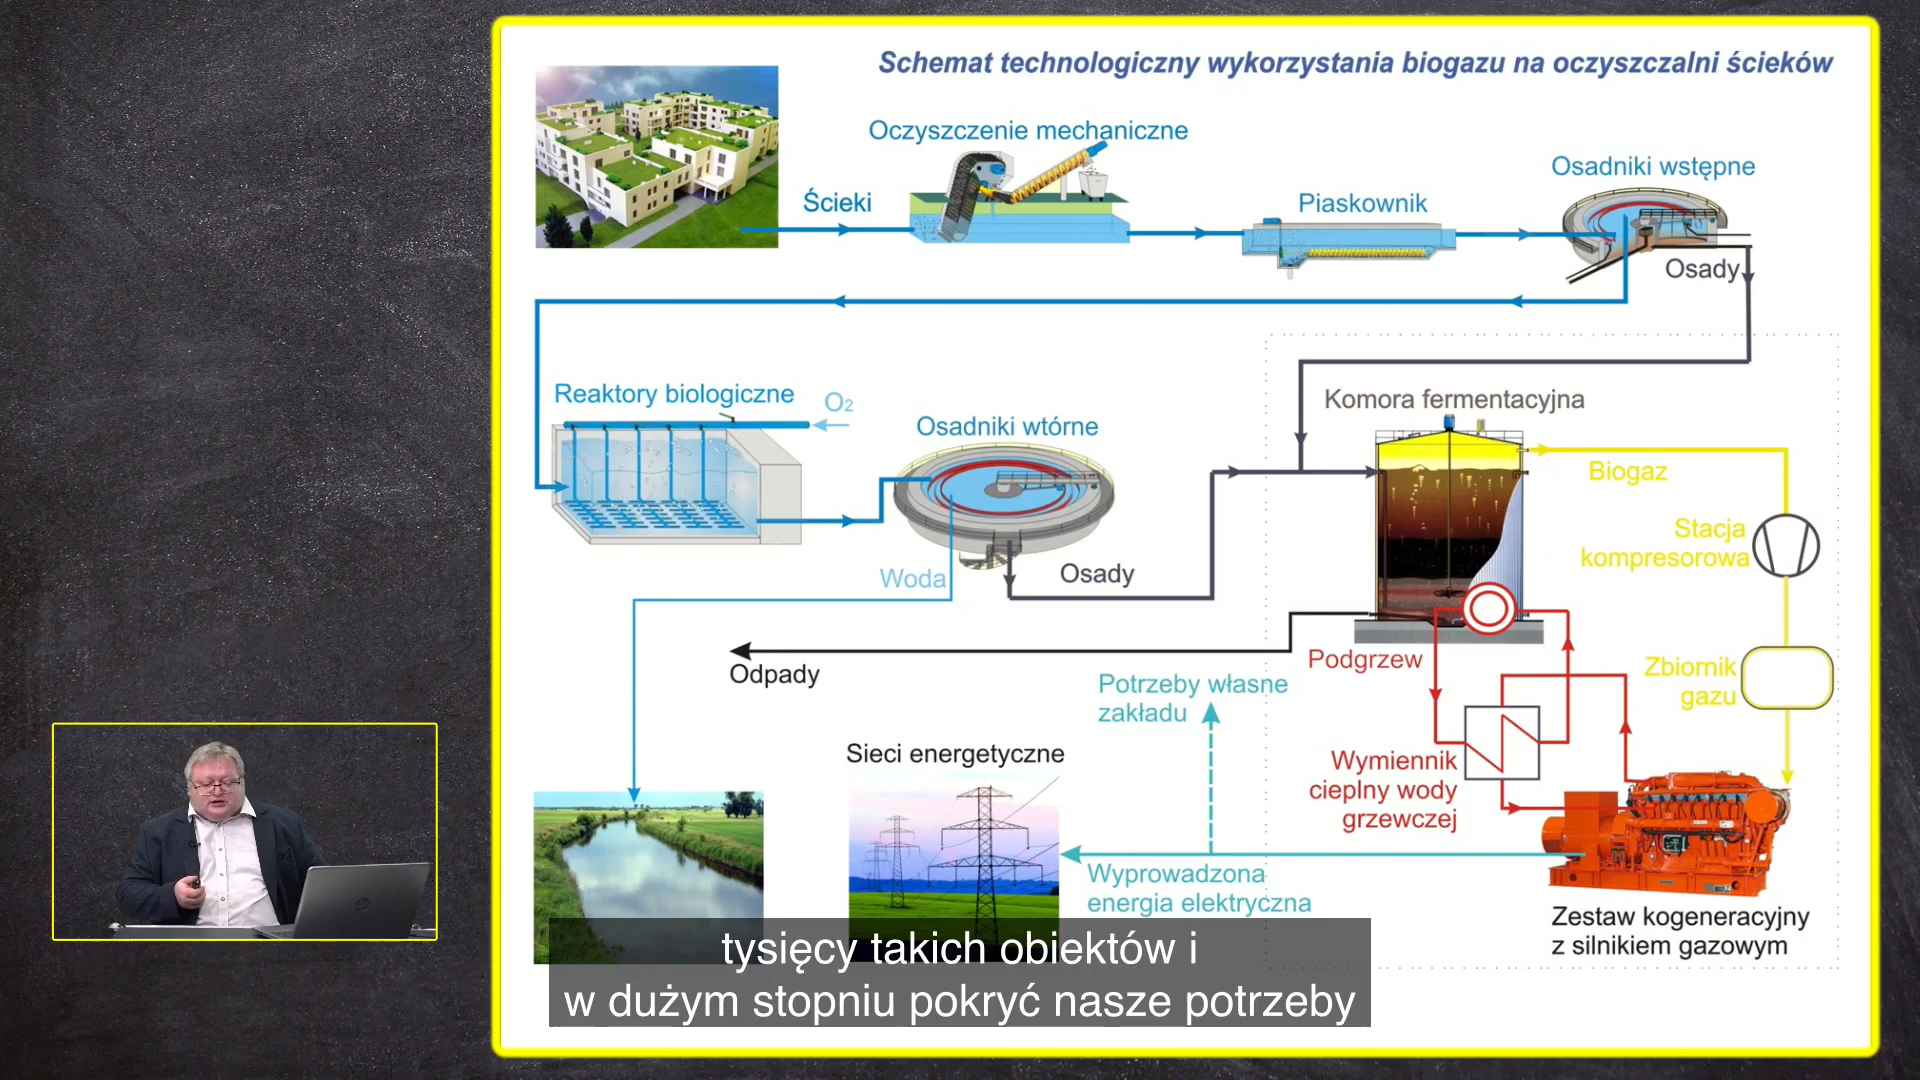 Schemat technologiczny wykorzystania biogazu na oczyszczalni ścieków
Oczyszczenie mechaniczne
Osadniki wstępne
Ścieki
Piaskownik
Osady
Reaktory biologiczne
O₂
Osadniki wtórne
Komora fermentacyjna
Biogaz
Stacja
kompresorowa
Woda
Osady
Odpady
Podgrzew
Zbiornik
gazu
Potrzeby własne
zakładu
Sieci energetyczne
Wymiennik
cieplny wody
grzewczej
Wyprowadzona
energia elektryczna
Zestaw kogeneracyjny
z silnikiem gazowym
tysięcy takich obiektów i
w dużym stopniu pokryć nasze potrzeby